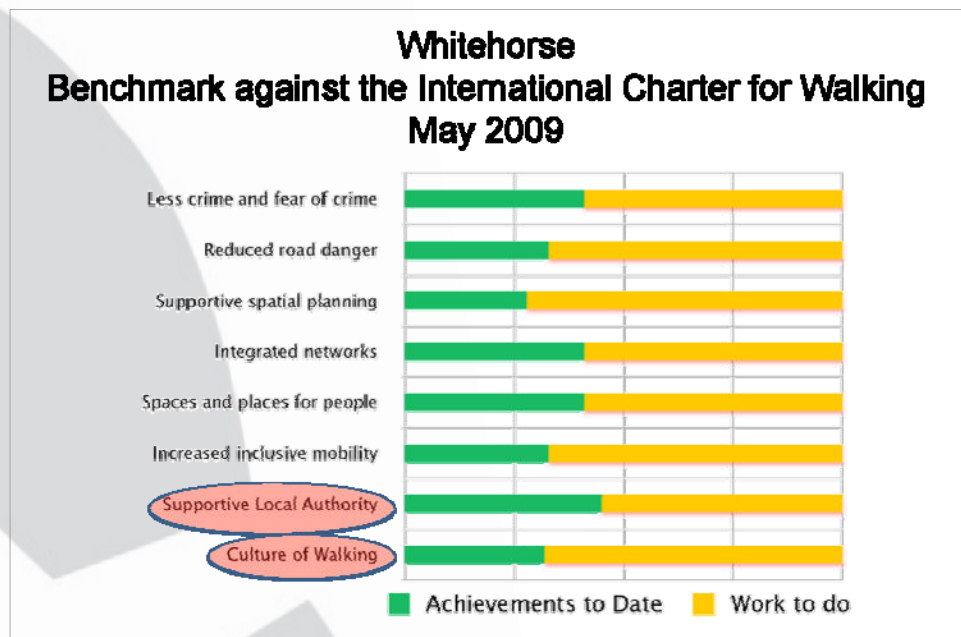 Whitehorse
Benchmark against the International Charter for Walking
May 2009
Less crime and fear of crime
Reduced road danger
Supportive spatial planning
Integrated networks
Spaces and places for people
Increased inclusive mobility
Supportive Local Authority
Culture of Walking
Achievements to Date
Work to do